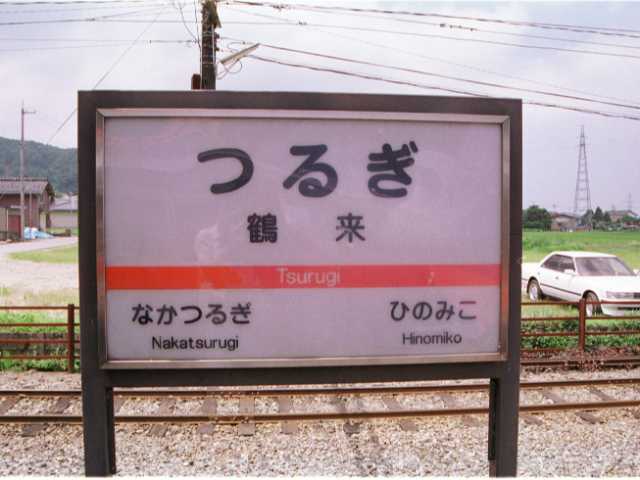 つるぎ
鶴来
Tsurugi
なかつるぎ ひのみこ
Nakatsurugi Hinomiko